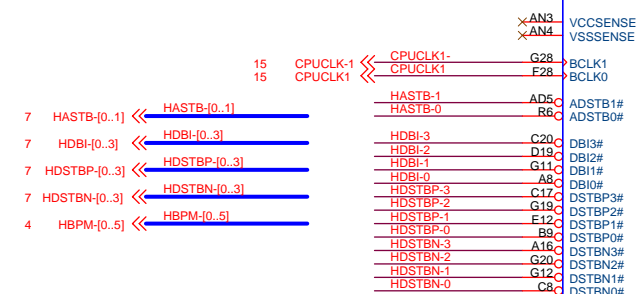 AN3 VCCSENSE
AN4 VSSSENSE
15 CPUCLK-1 CPUCLK1- G28 BCLK1
15 CPUCLK1 CPUCLK1 F28 BCLK0
HASTB-1 AD5 ADSTB1#
7 HASTB-[0..1] HASTB-[0..1] HASTB-0 R6 ADSTB0#
7 HDBI-[0..3] HDBI-[0..3] HDBI-3 C20 DBI3#
HDBI-2 D19 DBI2#
7 HDSTBP-[0..3] HDSTBP-[0..3] HDBI-1 G11 DBI1#
HDBI-0 A8 DBI0#
7 HDSTBN-[0..3] HDSTBN-[0..3] HDSTBP-3 C17 DSTBP3#
HDSTBP-2 G19 DSTBP2#
4 HBPM-[0..5] HBPM-[0..5] HDSTBP-1 E12 DSTBP1#
HDSTBP-0 B9 DSTBP0#
HDSTBN-3 A16 DSTBN3#
HDSTBN-2 G20 DSTBN2#
HDSTBN-1 G12 DSTBN1#
HDSTBN-0 C8 DSTBN0#